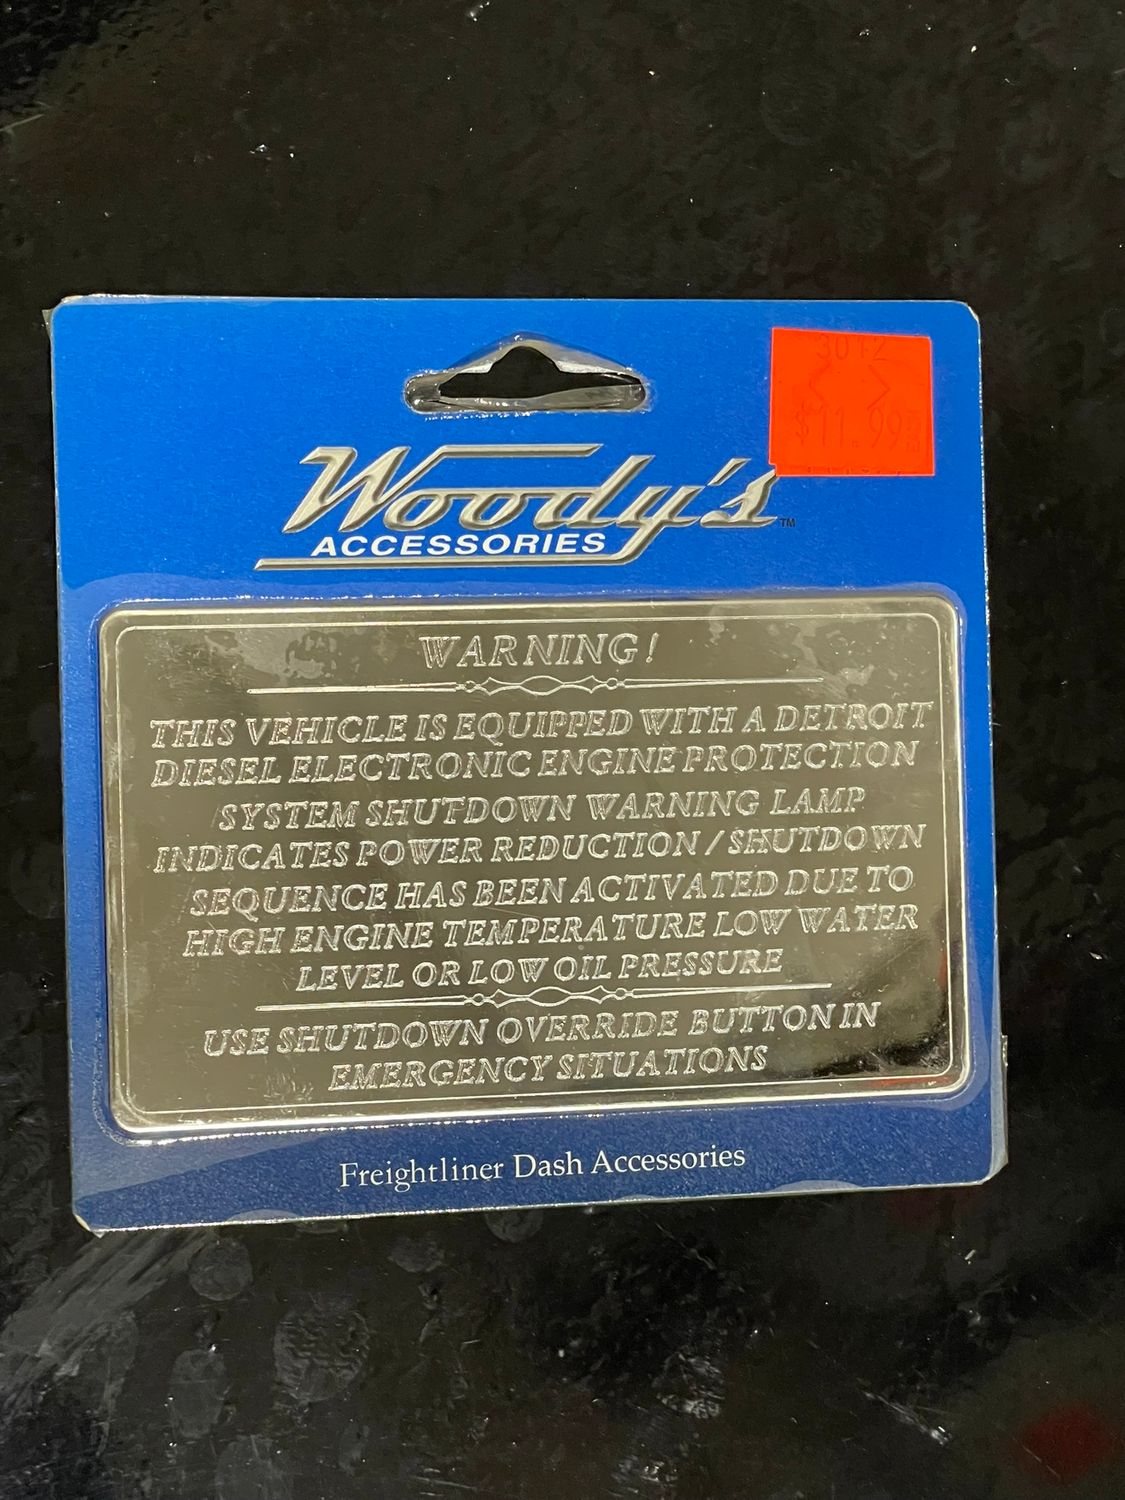 3012
$11.99
Woody's™
ACCESSORIES
WARNING!
THIS VEHICLE IS EQUIPPED WITH A DETROIT
DIESEL ELECTRONIC ENGINE PROTECTION
SYSTEM SHUTDOWN WARNING LAMP
INDICATES POWER REDUCTION / SHUTDOWN
SEQUENCE HAS BEEN ACTIVATED DUE TO
HIGH ENGINE TEMPERATURE LOW WATER
LEVEL OR LOW OIL PRESSURE
USE SHUTDOWN OVERRIDE BUTTON IN
EMERGENCY SITUATIONS
Freightliner Dash Accessories